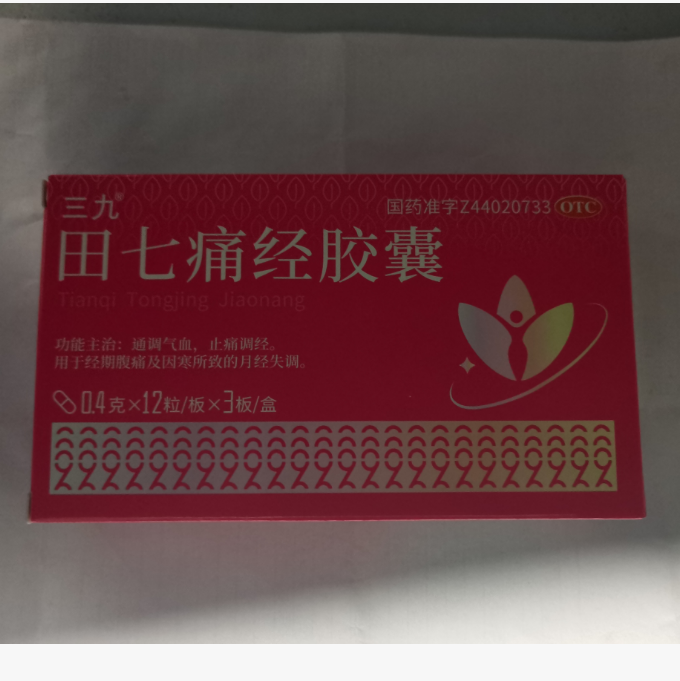 三九®
国药准字Z44020733 OTC
田七痛经胶囊
Tianqi Tongjing Jiaonang
功能主治：通调气血，止痛调经。
用于经期腹痛及因寒所致的月经失调。
0.4克×12粒/板×3板/盒